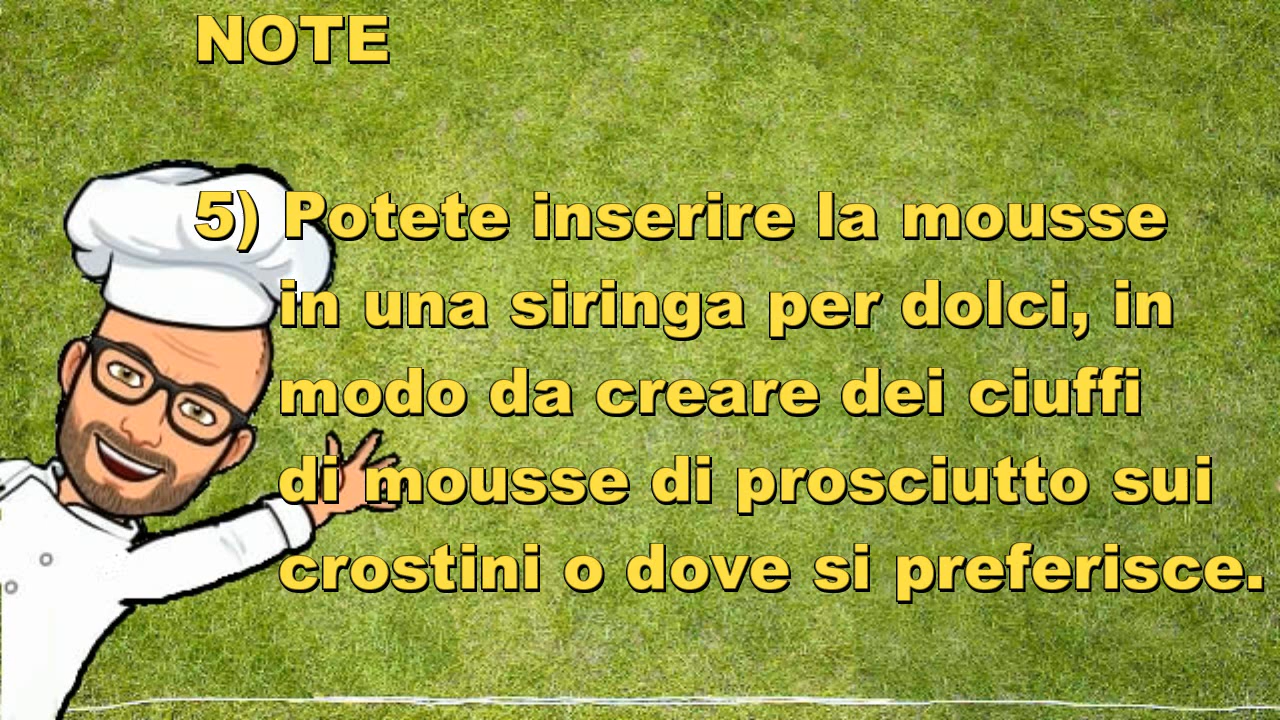 NOTE
5) Potete inserire la mousse
in una siringa per dolci, in
modo da creare dei ciuffi
di mousse di prosciutto sui
crostini o dove si preferisce.